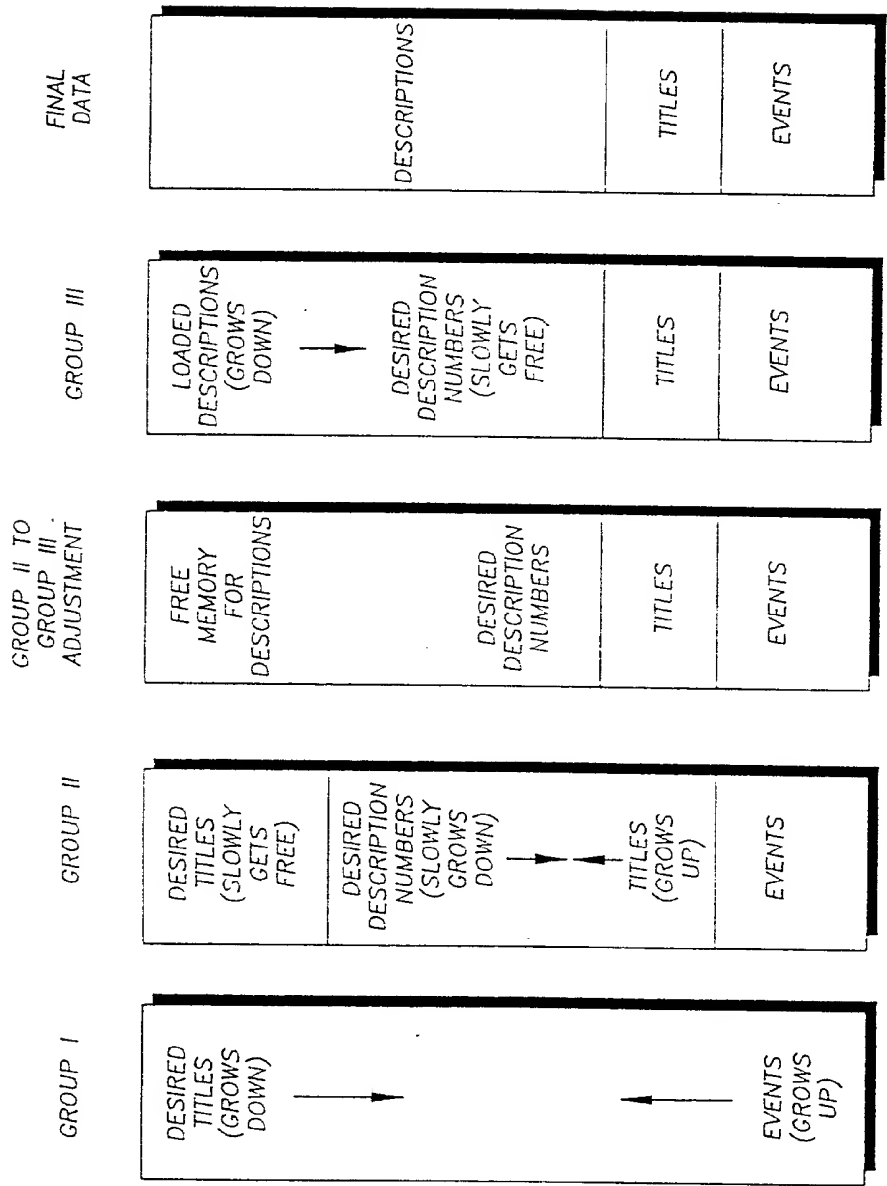 GROUP I
DESIRED
TITLES
(GROWS
DOWN)
EVENTS
(GROWS
UP)
GROUP II
DESIRED
TITLES
(SLOWLY
GETS
FREE)
DESIRED
DESCRIPTION
NUMBERS
(SLOWLY
GROWS
DOWN)
TITLES
(GROWS
UP)
EVENTS
GROUP II TO
GROUP III
ADJUSTMENT
FREE
MEMORY
FOR
DESCRIPTIONS
DESIRED
DESCRIPTION
NUMBERS
TITLES
EVENTS
GROUP III
LOADED
DESCRIPTIONS
(GROWS
DOWN)
DESIRED
DESCRIPTION
NUMBERS
(SLOWLY
GETS
FREE)
TITLES
EVENTS
FINAL
DATA
DESCRIPTIONS
TITLES
EVENTS